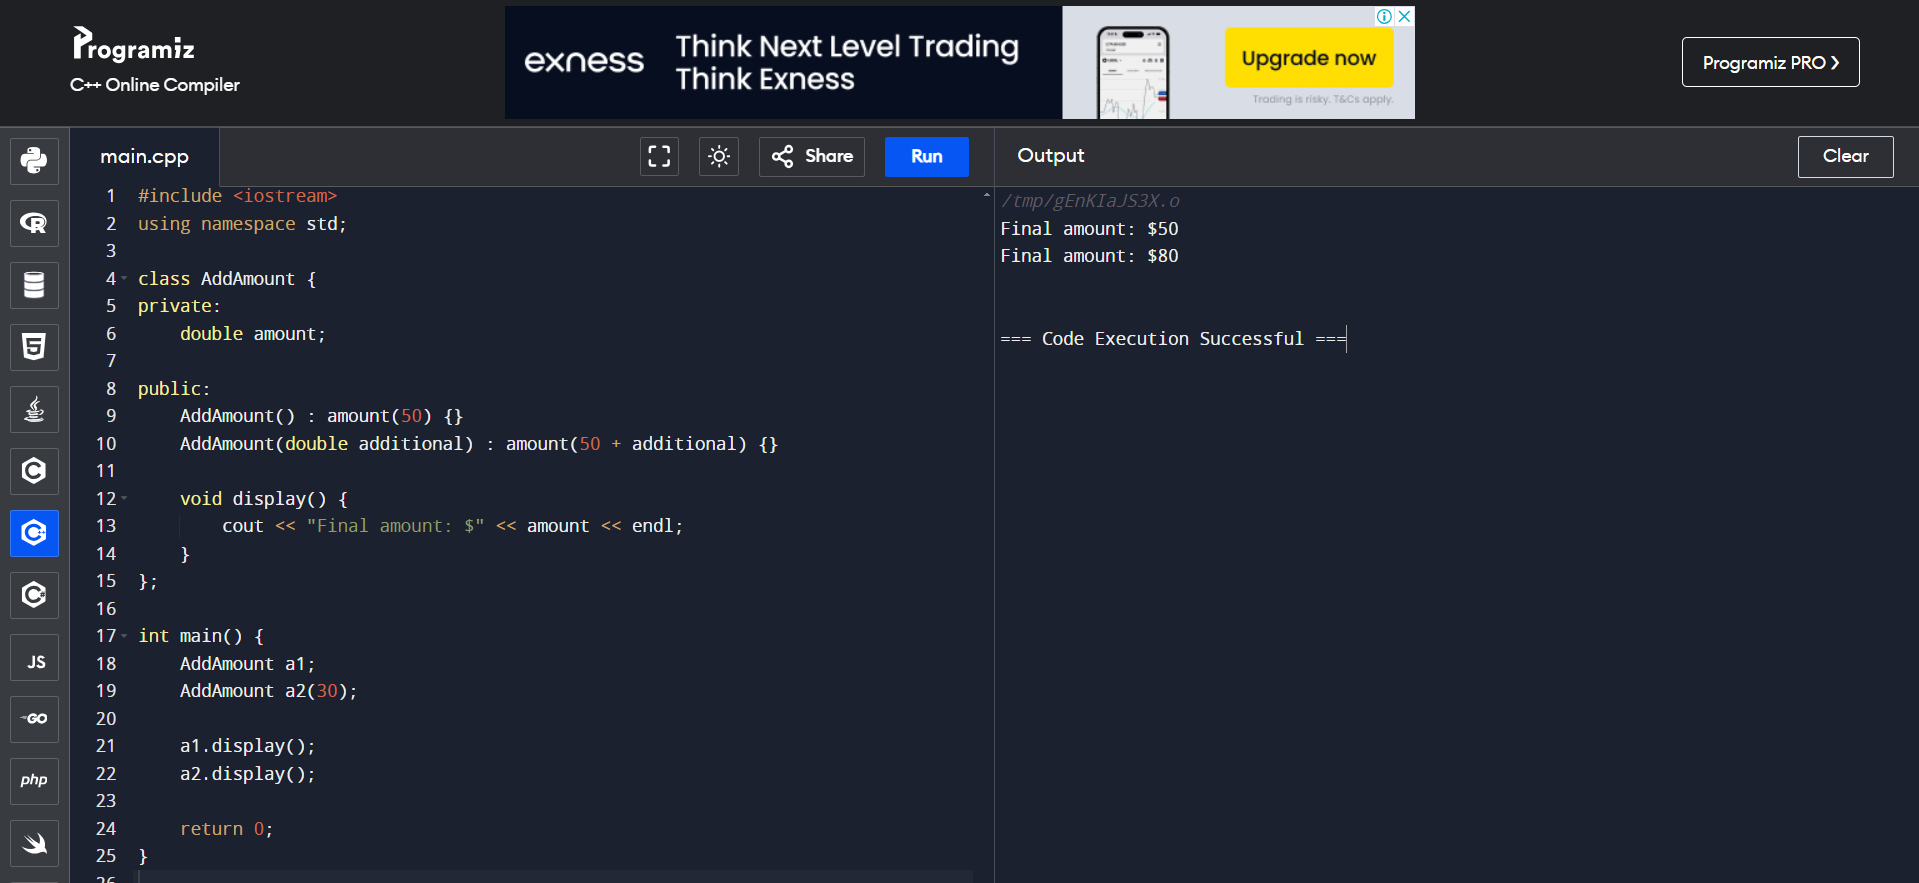 Programiz
C++ Online Compiler
exness
Think Next Level Trading
Think Exness
Upgrade now
Trading is risky. T&Cs apply.
Programiz PRO
main.cpp
Share
Run
Output
Clear
1 #include <iostream>
2 using namespace std;
3
4 class AddAmount {
5 private:
6     double amount;
7
8 public:
9     AddAmount() : amount(50) {}
10     AddAmount(double additional) : amount(50 + additional) {}
11
12     void display() {
13         cout << "Final amount: $" << amount << endl;
14     }
15 };
16
17 int main() {
18     AddAmount a1;
19     AddAmount a2(30);
20
21     a1.display();
22     a2.display();
23
24     return 0;
25 }
26
/tmp/gEnKIaJS3X.o
Final amount: $50
Final amount: $80
=== Code Execution Successful ===
R
5
C
C++
C#
JS
GO
php